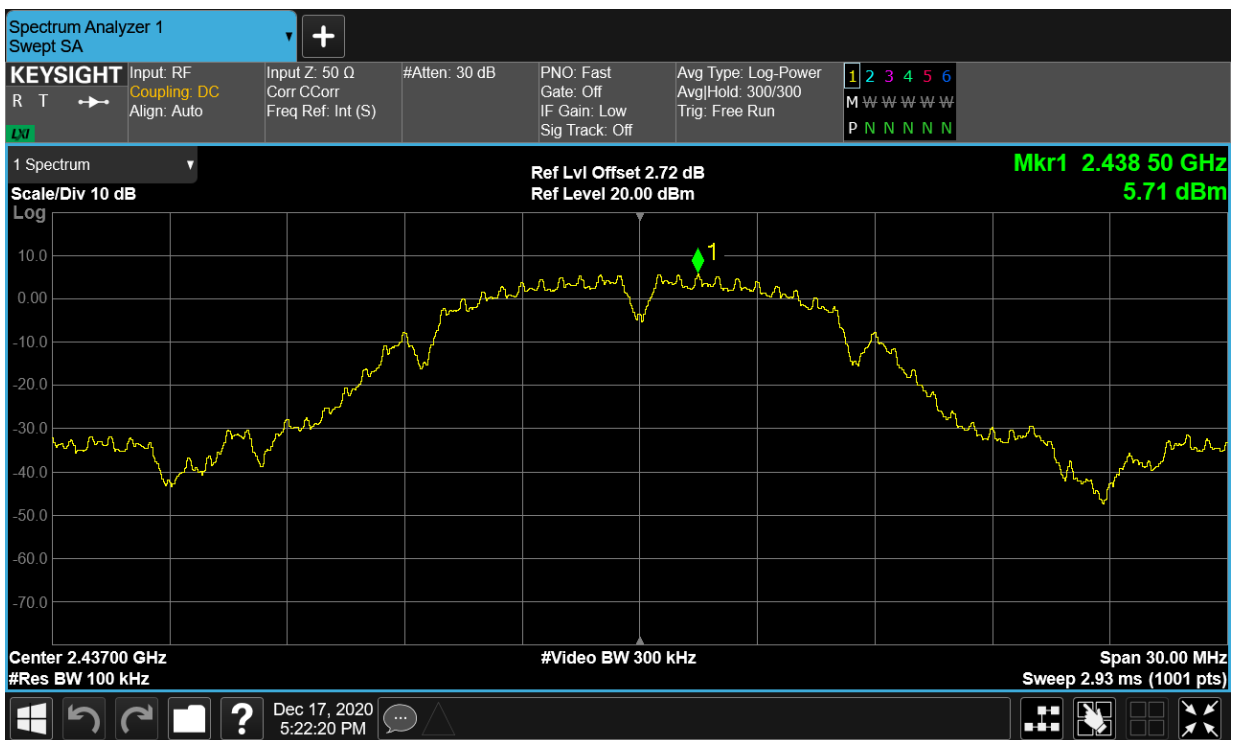 Spectrum Analyzer 1
Swept SA
KEYSIGHT
R T
LXI
Input: RF
Coupling: DC
Align: Auto
Input Z: 50 Ω
Corr CCorr
Freq Ref: Int (S)
#Atten: 30 dB
PNO: Fast
Gate: Off
IF Gain: Low
Sig Track: Off
Avg Type: Log-Power
Avg|Hold: 300/300
Trig: Free Run
1 2 3 4 5 6
M W W W W W
P N N N N N
1 Spectrum
Scale/Div 10 dB
Log
Ref Lvl Offset 2.72 dB
Ref Level 20.00 dBm
Mkr1 2.438 50 GHz
5.71 dBm
1
10.0
0.00
-10.0
-20.0
-30.0
-40.0
-50.0
-60.0
-70.0
Center 2.43700 GHz
#Res BW 100 kHz
#Video BW 300 kHz
Span 30.00 MHz
Sweep 2.93 ms (1001 pts)
?
Dec 17, 2020
5:22:20 PM